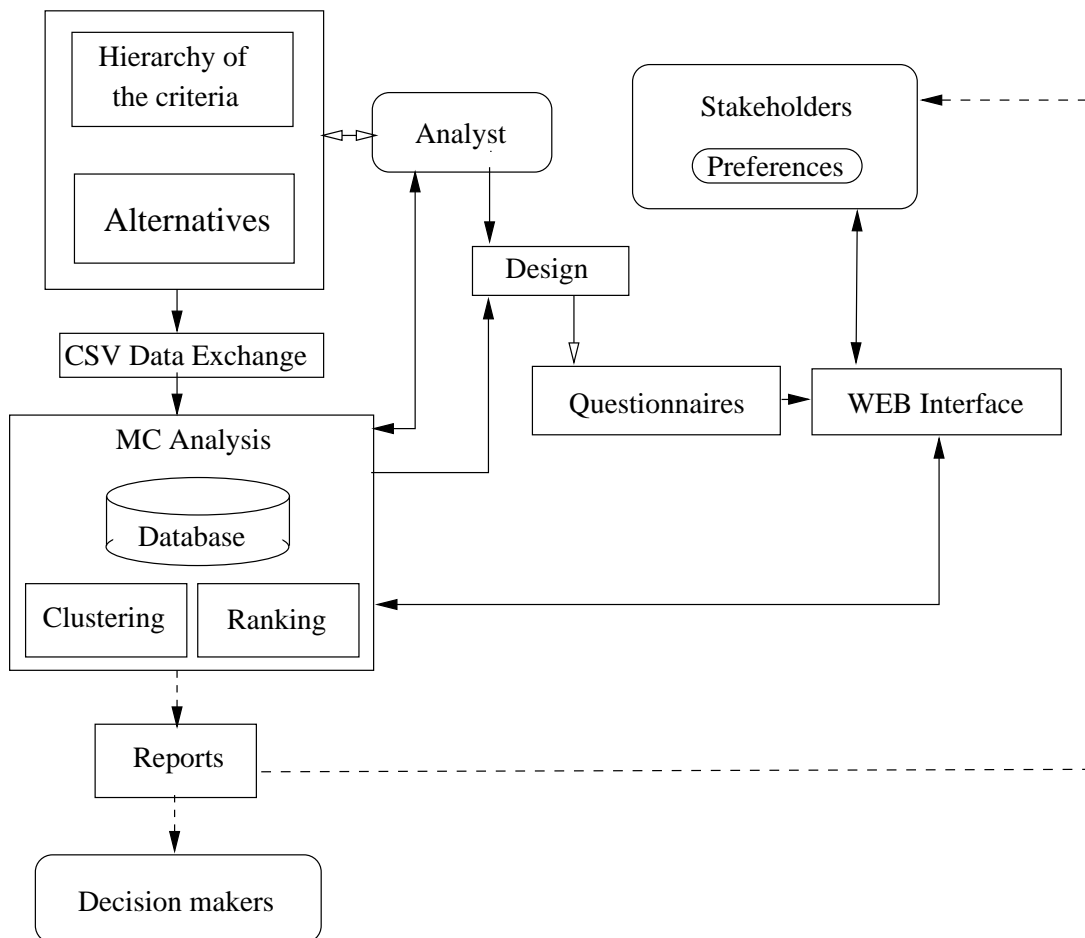 Hierarchy of
the criteria
Alternatives
Analyst
Stakeholders
Preferences
Design
CSV Data Exchange
Questionnaires
WEB Interface
MC Analysis
Database
Clustering
Ranking
Reports
Decision makers